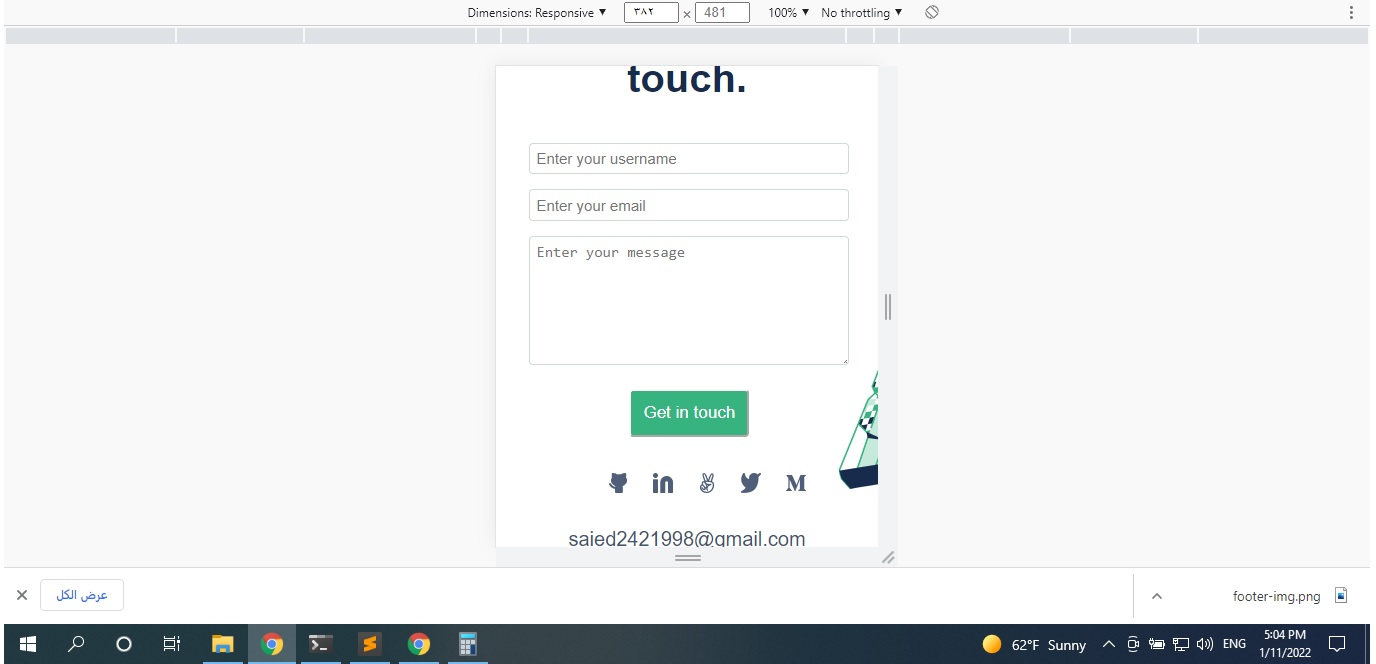 Dimensions: Responsive ▼ ٣٨٢ × 481 100% ▼ No throttling ▼
touch.
Enter your username
Enter your email
Enter your message
Get in touch
saied2421998@gmail.com
عرض الكل
footer-img.png
62°F Sunny
ENG
5:04 PM
1/11/2022